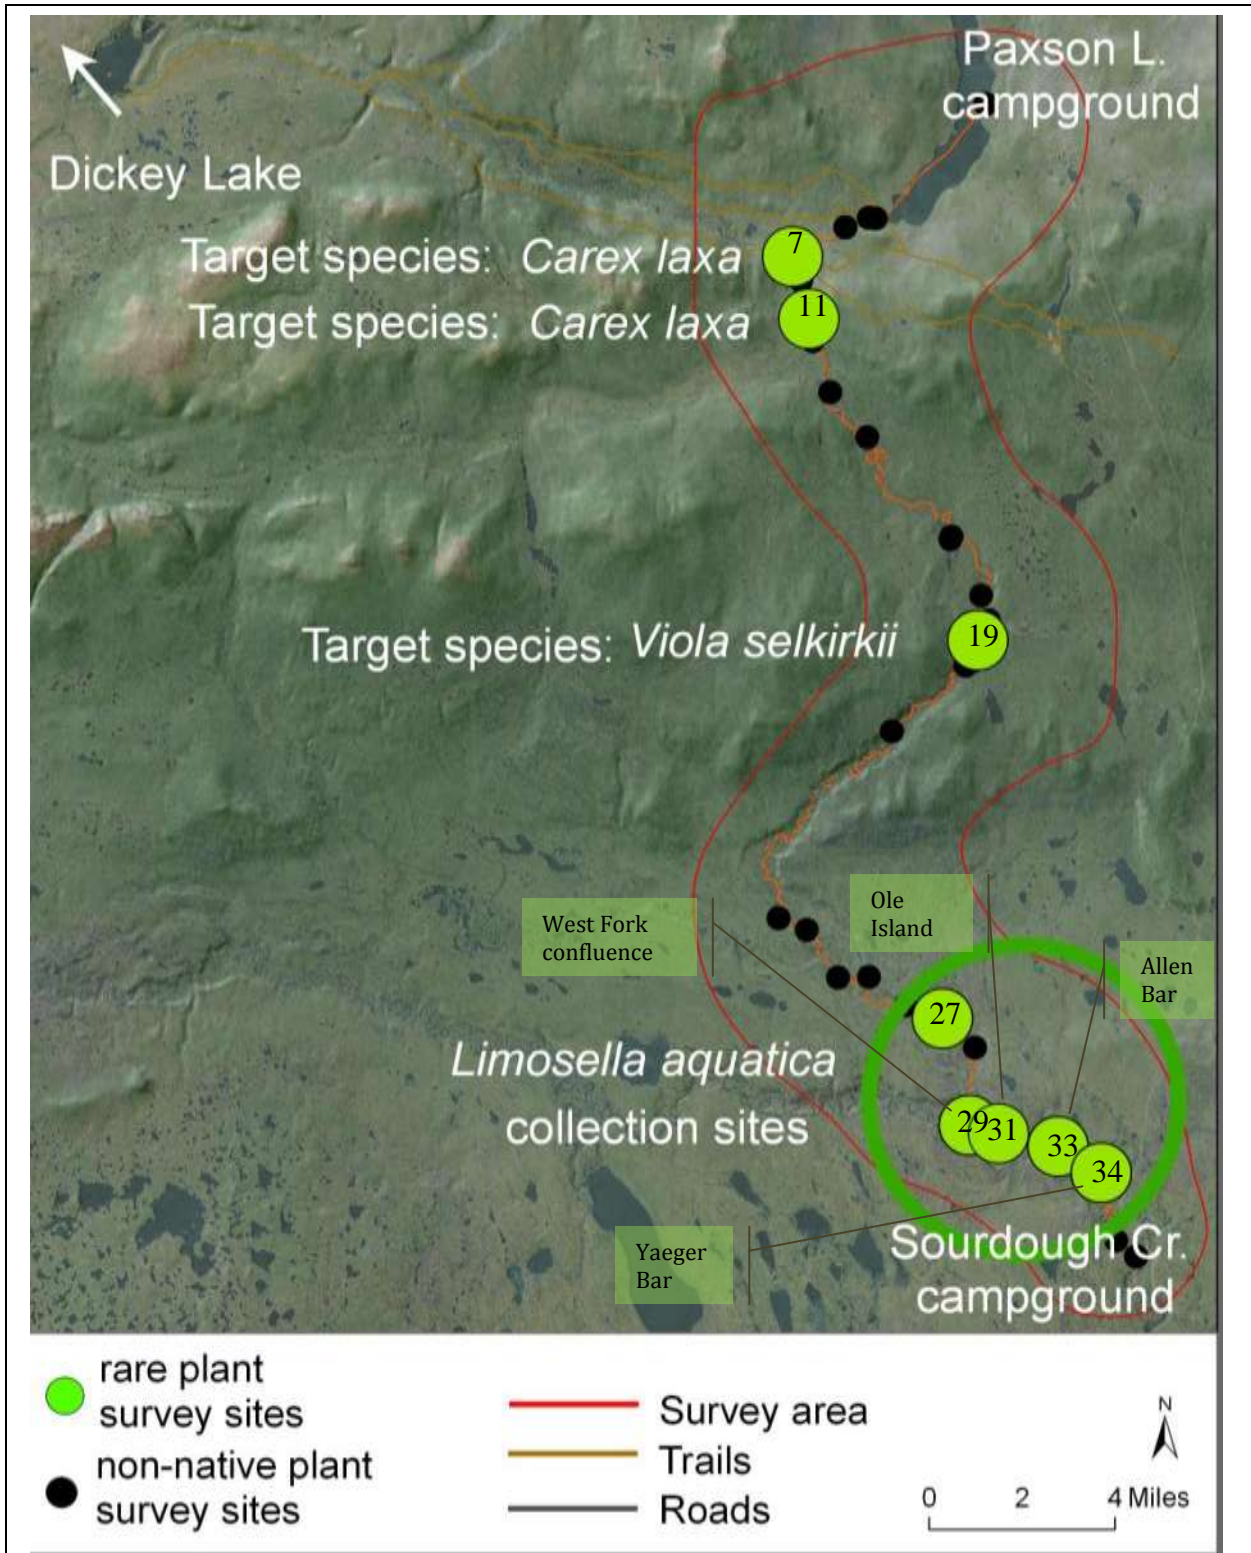 Paxson L.
campground
Dickey Lake
Target species: Carex laxa
7
Target species: Carex laxa
11
Target species: Viola selkirkii
19
West Fork
confluence
Ole
Island
Allen
Bar
27
Limosella aquatica
collection sites
29
31
33
34
Yaeger
Bar
Sourdough Cr.
campground
rare plant
survey sites
non-native plant
survey sites
Survey area
Trails
Roads
N
0 2 4 Miles